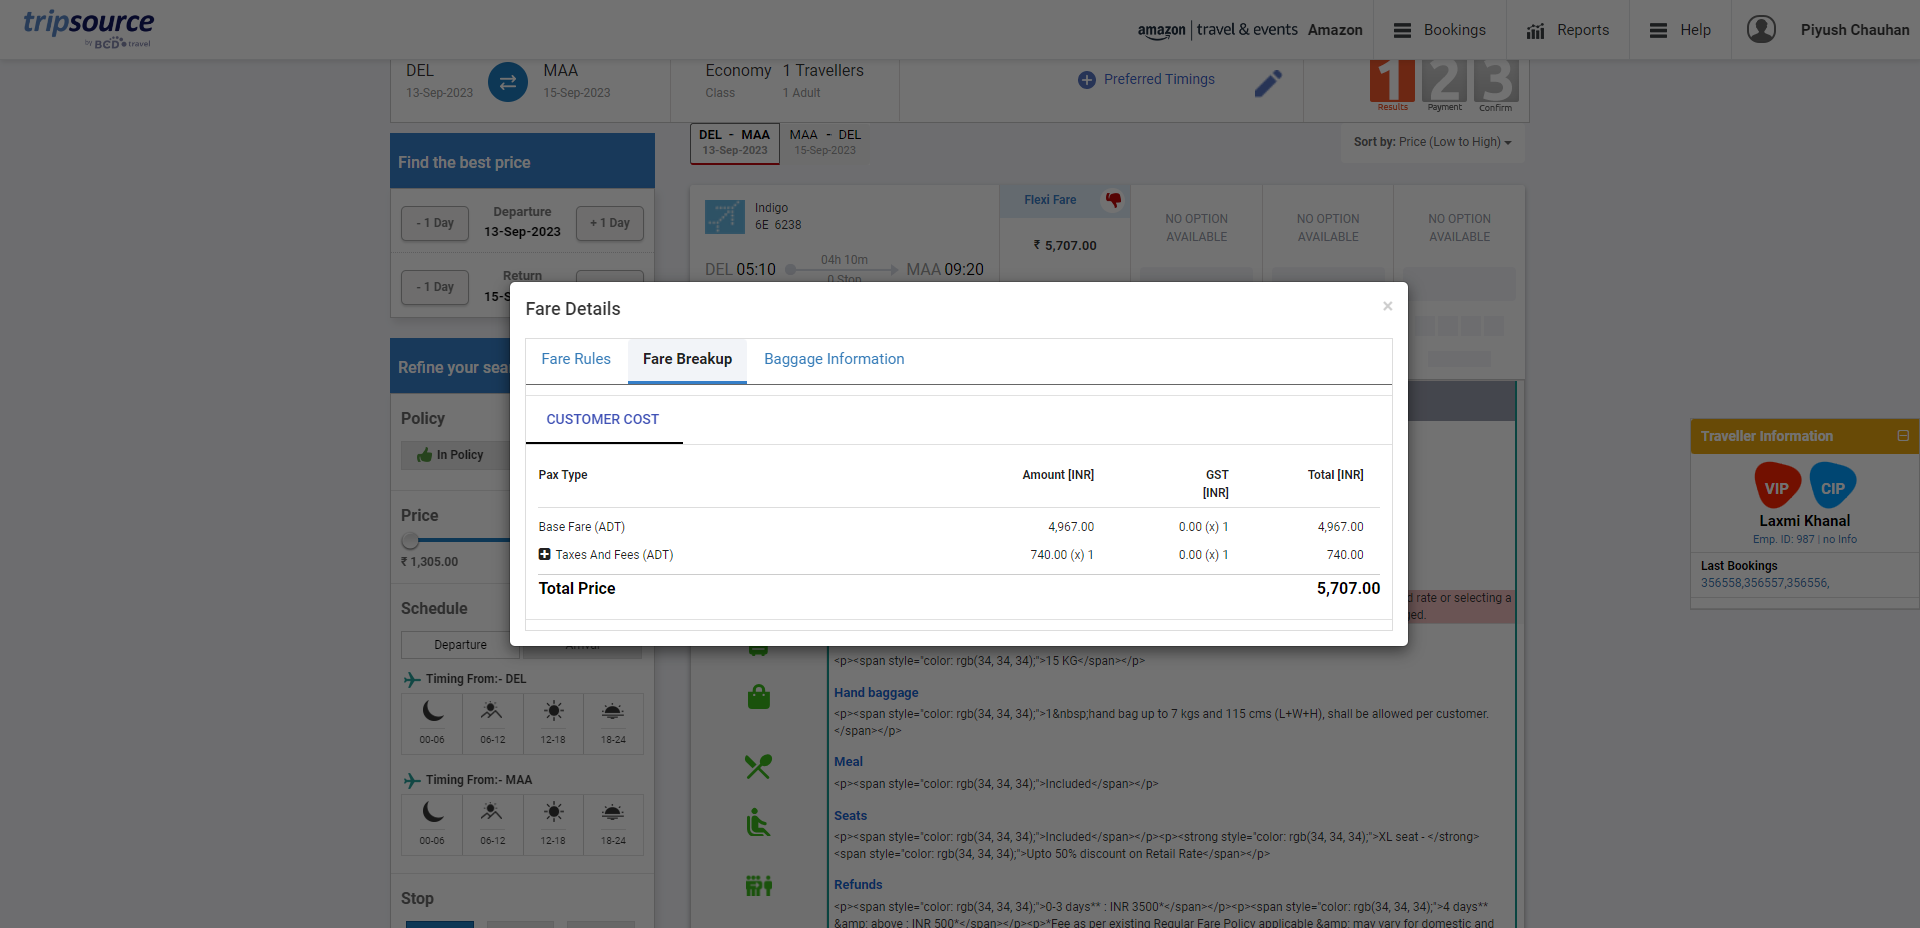 tripsource
by BCD travel
amazon | travel & events Amazon
Bookings
Reports
Help
Piyush Chauhan
DEL
13-Sep-2023
MAA
15-Sep-2023
Economy
Class
1 Travellers
1 Adult
Preferred Timings
1 2 3
Results Payment Confirm
DEL - MAA
13-Sep-2023
MAA - DEL
15-Sep-2023
Sort by: Price (Low to High)
Find the best price
- 1 Day
Departure
13-Sep-2023
+ 1 Day
- 1 Day
Return
15-S
Refine your sea
Policy
In Policy
Price
₹ 1,305.00
Schedule
Departure
Arrival
Timing From:- DEL
00-06 06-12 12-18 18-24
Timing From:- MAA
00-06 06-12 12-18 18-24
Stop
Indigo
6E 6238
DEL 05:10
04h 10m
0 Stop
MAA 09:20
Flexi Fare
₹ 5,707.00
NO OPTION
AVAILABLE
NO OPTION
AVAILABLE
NO OPTION
AVAILABLE
Fare Details
×
Fare Rules
Fare Breakup
Baggage Information
CUSTOMER COST
Pax Type Amount [INR] GST
[INR] Total [INR]
Base Fare (ADT) 4,967.00 0.00 (x) 1 4,967.00
Taxes And Fees (ADT) 740.00 (x) 1 0.00 (x) 1 740.00
Total Price 5,707.00
d rate or selecting a
ged.
<p><span style="color: rgb(34, 34, 34);">15 KG</span></p>
Hand baggage
<p><span style="color: rgb(34, 34, 34);">1&nbsp;hand bag up to 7 kgs and 115 cms (L+W+H), shall be allowed per customer.
</span></p>
Meal
<p><span style="color: rgb(34, 34, 34);">Included</span></p>
Seats
<p><span style="color: rgb(34, 34, 34);">Included</span></p><p><strong style="color: rgb(34, 34, 34);">XL seat - </strong>
<span style="color: rgb(34, 34, 34);">Upto 50% discount on Retail Rate</span></p>
Refunds
<p><span style="color: rgb(34, 34, 34);">0-3 days** : INR 3500*</span></p><p><span style="color: rgb(34, 34, 34);">4 days**
&amp; above : INR 500*</span></p><p>*Fee as per existing Regular Fare Policy applicable &amp; may vary for domestic and
Traveller Information
VIP
CIP
Laxmi Khanal
Emp. ID: 987 | no Info
Last Bookings
356558,356557,356556,